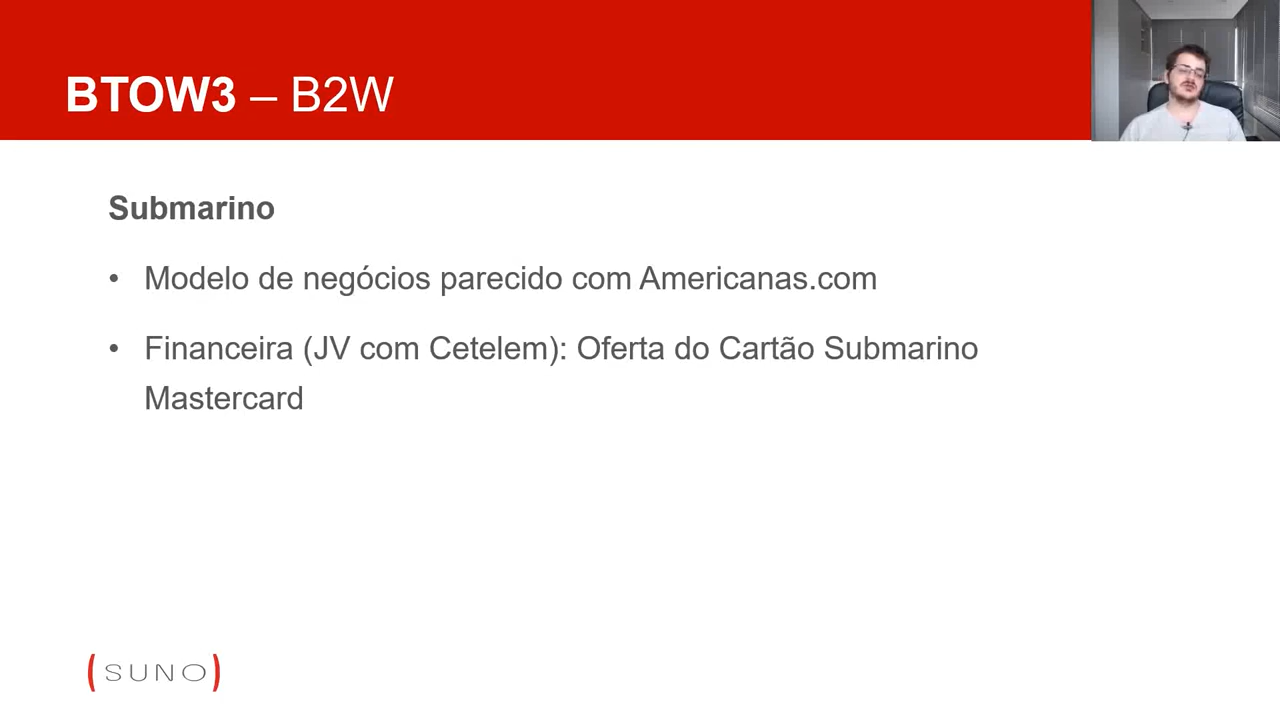 BTOW3 – B2W
Submarino
• Modelo de negócios parecido com Americanas.com
• Financeira (JV com Cetelem): Oferta do Cartão Submarino
Mastercard
(SUNO)